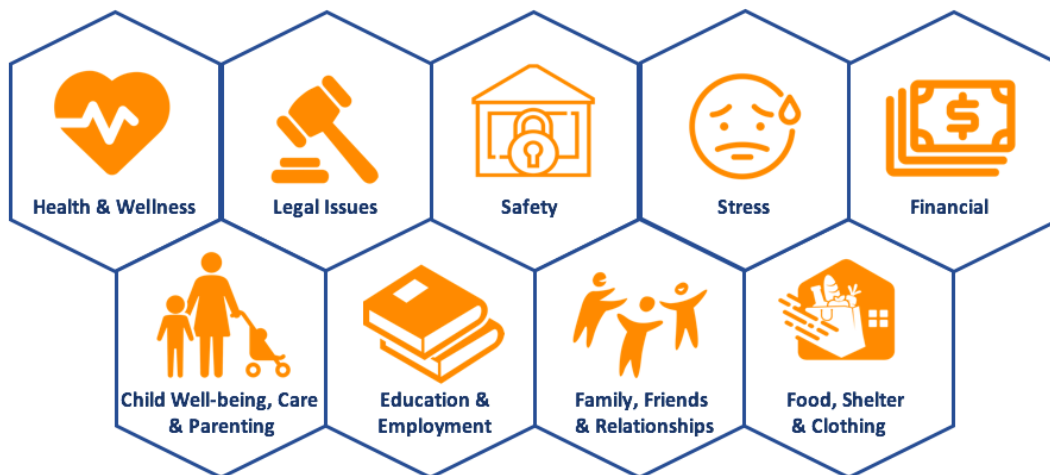 $
Health & Wellness
Legal Issues
Safety
Stress
Financial
Child Well-being, Care
& Parenting
Education &
Employment
Family, Friends
& Relationships
Food, Shelter
& Clothing